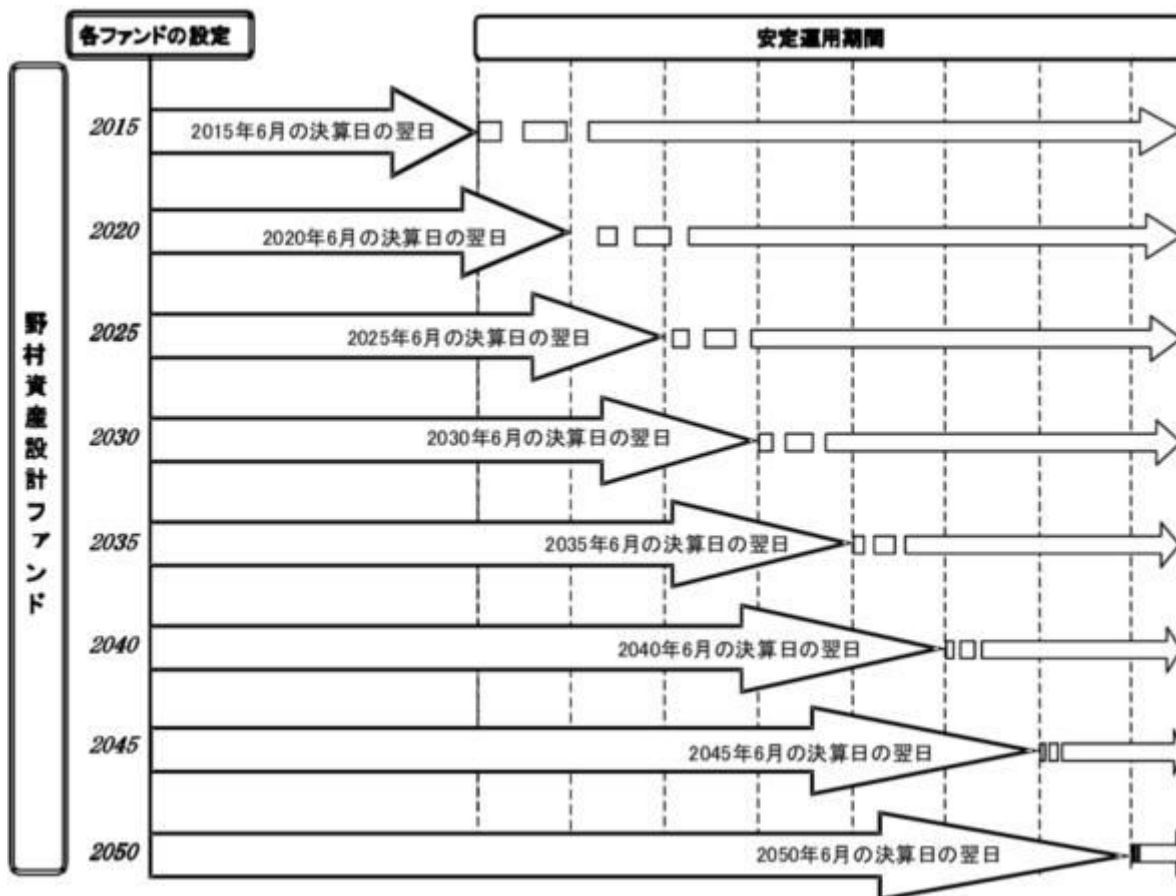 各ファンドの設定
安定運用期間
野村資産設計ファンド
2015
2015年6月の決算日の翌日
2020
2020年6月の決算日の翌日
2025
2025年6月の決算日の翌日
2030
2030年6月の決算日の翌日
2035
2035年6月の決算日の翌日
2040
2040年6月の決算日の翌日
2045
2045年6月の決算日の翌日
2050
2050年6月の決算日の翌日